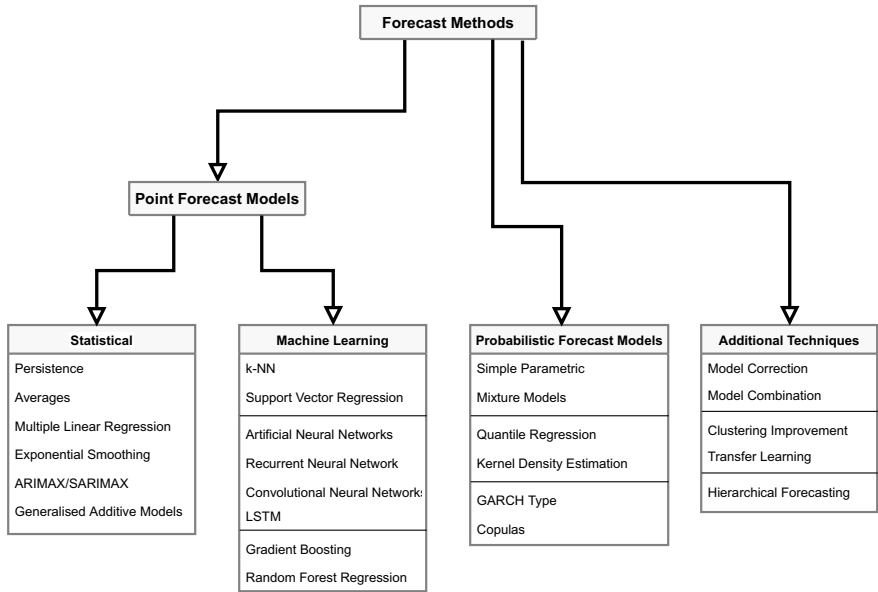 Forecast Methods
Point Forecast Models
Statistical
Persistence
Averages
Multiple Linear Regression
Exponential Smoothing
ARIMAX/SARIMAX
Generalised Additive Models
Machine Learning
k-NN
Support Vector Regression
Artificial Neural Networks
Recurrent Neural Network
Convolutional Neural Networks
LSTM
Gradient Boosting
Random Forest Regression
Probabilistic Forecast Models
Simple Parametric
Mixture Models
Quantile Regression
Kernel Density Estimation
GARCH Type
Copulas
Additional Techniques
Model Correction
Model Combination
Clustering Improvement
Transfer Learning
Hierarchical Forecasting